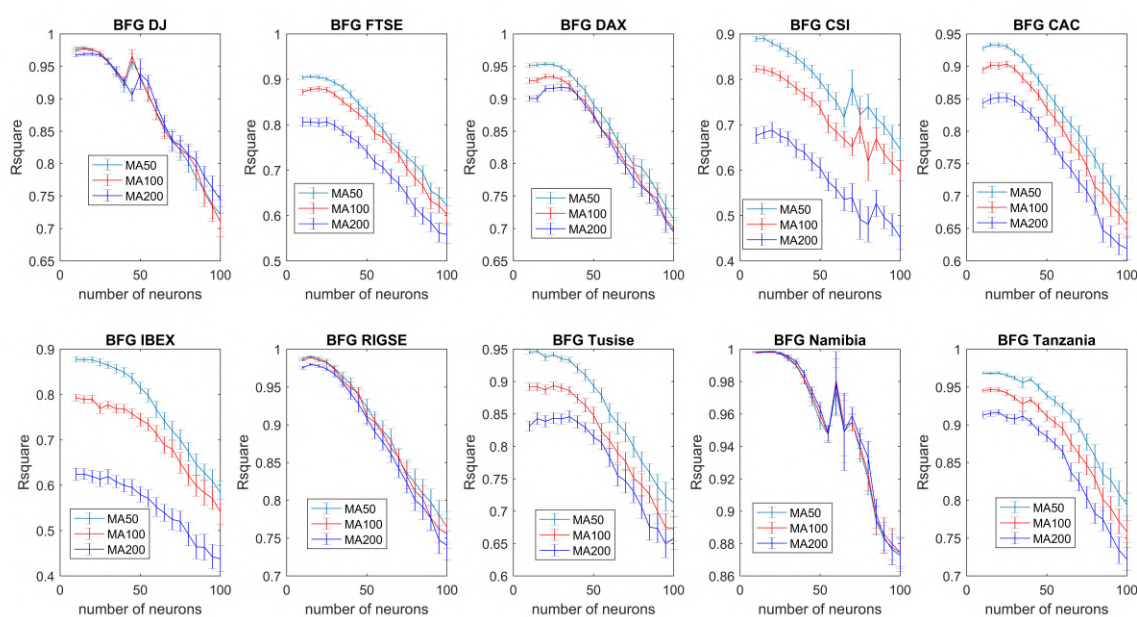 BFG DJ
1
0.95
0.9
0.85
0.8
0.75
0.7
0.65
Rsquare
0 50 100
number of neurons
MA50
MA100
MA200
BFG FTSE
1
0.9
0.8
0.7
0.6
0.5
Rsquare
0 50 100
number of neurons
MA50
MA100
MA200
BFG DAX
1
0.95
0.9
0.85
0.8
0.75
0.7
0.65
Rsquare
0 50 100
number of neurons
MA50
MA100
MA200
BFG CSI
0.9
0.8
0.7
0.6
0.5
0.4
Rsquare
0 50 100
number of neurons
MA50
MA100
MA200
BFG CAC
0.95
0.9
0.85
0.8
0.75
0.7
0.65
0.6
0.55
Rsquare
0 50 100
number of neurons
MA50
MA100
MA200
BFG IBEX
0.9
0.8
0.7
0.6
0.5
0.4
Rsquare
0 50 100
number of neurons
MA50
MA100
MA200
BFG RIGSE
1
0.95
0.9
0.85
0.8
0.75
0.7
Rsquare
0 50 100
number of neurons
MA50
MA100
MA200
BFG Tusise
0.95
0.9
0.85
0.8
0.75
0.7
0.65
0.6
Rsquare
0 50 100
number of neurons
MA50
MA100
MA200
BFG Namibia
1
0.98
0.96
0.94
0.92
0.9
0.88
0.86
Rsquare
0 50 100
number of neurons
MA50
MA100
MA200
BFG Tanzania
1
0.95
0.9
0.85
0.8
0.75
0.7
Rsquare
0 50 100
number of neurons
MA50
MA100
MA200